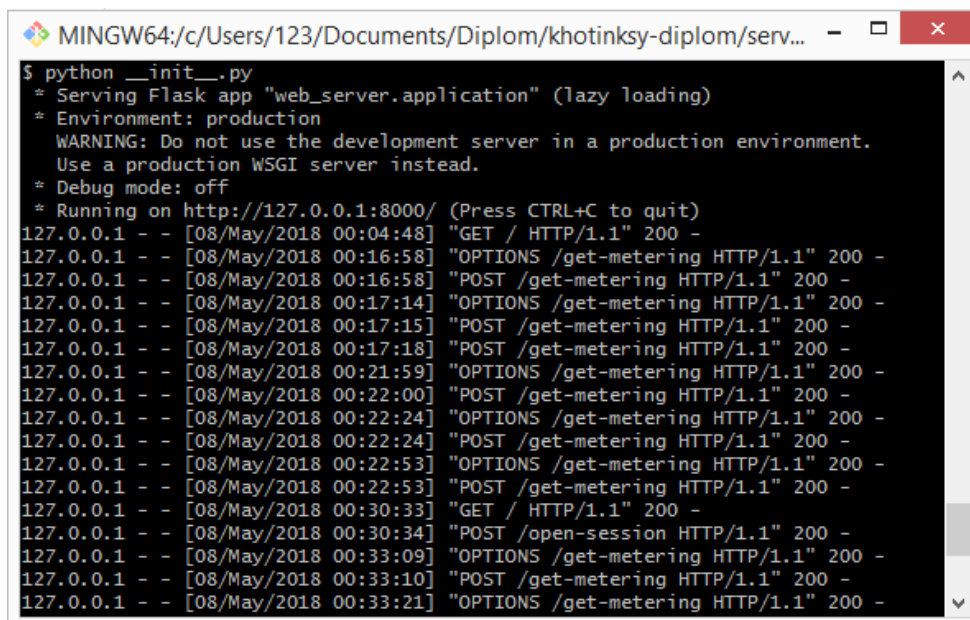 MINGW64:/c/Users/123/Documents/Diplom/khotinksy-diplom/serv...
$ python __init__.py
* Serving Flask app "web_server.application" (lazy loading)
* Environment: production
WARNING: Do not use the development server in a production environment.
Use a production WSGI server instead.
* Debug mode: off
* Running on http://127.0.0.1:8000/ (Press CTRL+C to quit)
127.0.0.1 - - [08/May/2018 00:04:48] "GET / HTTP/1.1" 200 -
127.0.0.1 - - [08/May/2018 00:16:58] "OPTIONS /get-metering HTTP/1.1" 200 -
127.0.0.1 - - [08/May/2018 00:16:58] "POST /get-metering HTTP/1.1" 200 -
127.0.0.1 - - [08/May/2018 00:17:14] "OPTIONS /get-metering HTTP/1.1" 200 -
127.0.0.1 - - [08/May/2018 00:17:15] "POST /get-metering HTTP/1.1" 200 -
127.0.0.1 - - [08/May/2018 00:17:18] "POST /get-metering HTTP/1.1" 200 -
127.0.0.1 - - [08/May/2018 00:21:59] "OPTIONS /get-metering HTTP/1.1" 200 -
127.0.0.1 - - [08/May/2018 00:22:00] "POST /get-metering HTTP/1.1" 200 -
127.0.0.1 - - [08/May/2018 00:22:24] "OPTIONS /get-metering HTTP/1.1" 200 -
127.0.0.1 - - [08/May/2018 00:22:24] "POST /get-metering HTTP/1.1" 200 -
127.0.0.1 - - [08/May/2018 00:22:53] "OPTIONS /get-metering HTTP/1.1" 200 -
127.0.0.1 - - [08/May/2018 00:22:53] "POST /get-metering HTTP/1.1" 200 -
127.0.0.1 - - [08/May/2018 00:30:33] "GET / HTTP/1.1" 200 -
127.0.0.1 - - [08/May/2018 00:30:34] "POST /open-session HTTP/1.1" 200 -
127.0.0.1 - - [08/May/2018 00:33:09] "OPTIONS /get-metering HTTP/1.1" 200 -
127.0.0.1 - - [08/May/2018 00:33:10] "POST /get-metering HTTP/1.1" 200 -
127.0.0.1 - - [08/May/2018 00:33:21] "OPTIONS /get-metering HTTP/1.1" 200 -